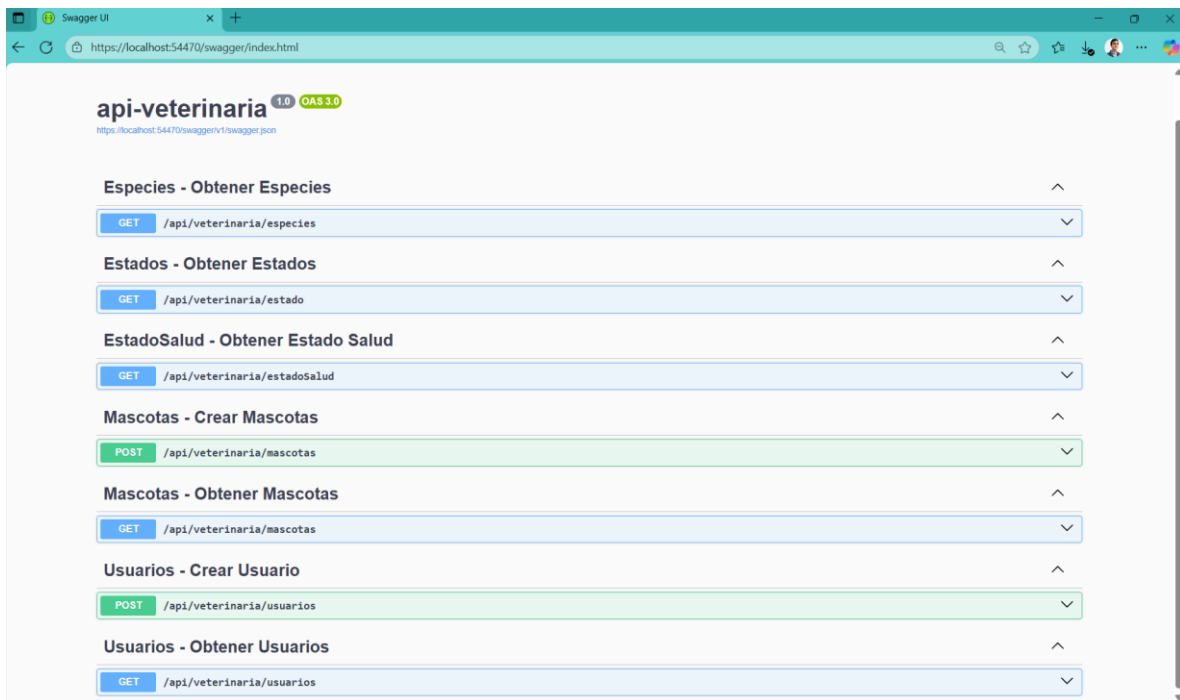 Swagger UI
https://localhost:54470/swagger/index.html
api-veterinaria 1.0 OAS 3.0
https://localhost:54470/swagger/v1/swagger.json
Especies - Obtener Especies
GET /api/veterinaria/especies
Estados - Obtener Estados
GET /api/veterinaria/estado
EstadoSalud - Obtener Estado Salud
GET /api/veterinaria/estadoSalud
Mascotas - Crear Mascotas
POST /api/veterinaria/mascotas
Mascotas - Obtener Mascotas
GET /api/veterinaria/mascotas
Usuarios - Crear Usuario
POST /api/veterinaria/usuarios
Usuarios - Obtener Usuarios
GET /api/veterinaria/usuarios